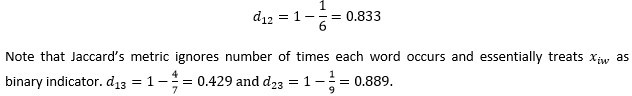 d₁₂ = 1 − 1/6 = 0.833
Note that Jaccard's metric ignores number of times each word occurs and essentially treats xᵢw as
binary indicator. d₁₃ = 1 − 4/7 = 0.429 and d₂₃ = 1 − 1/9 = 0.889.